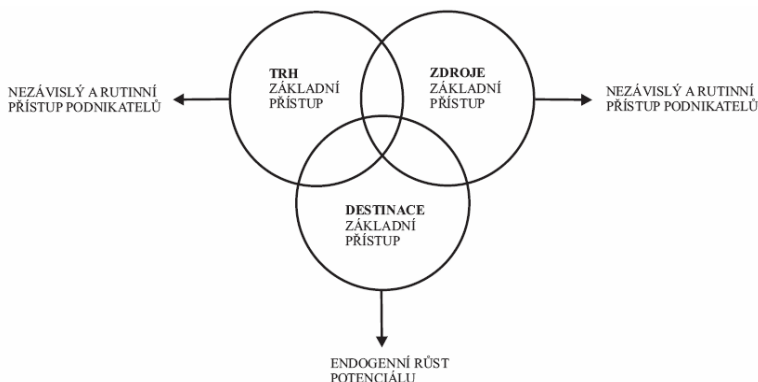 TRH
ZÁKLADNÍ
PŘÍSTUP
ZDROJE
ZÁKLADNÍ
PŘÍSTUP
NEZÁVISLÝ A RUTINNÍ
PŘÍSTUP PODNIKATELŮ
NEZÁVISLÝ A RUTINNÍ
PŘÍSTUP PODNIKATELŮ
DESTINACE
ZÁKLADNÍ
PŘÍSTUP
ENDOGENNÍ RŮST
POTENCIÁLU